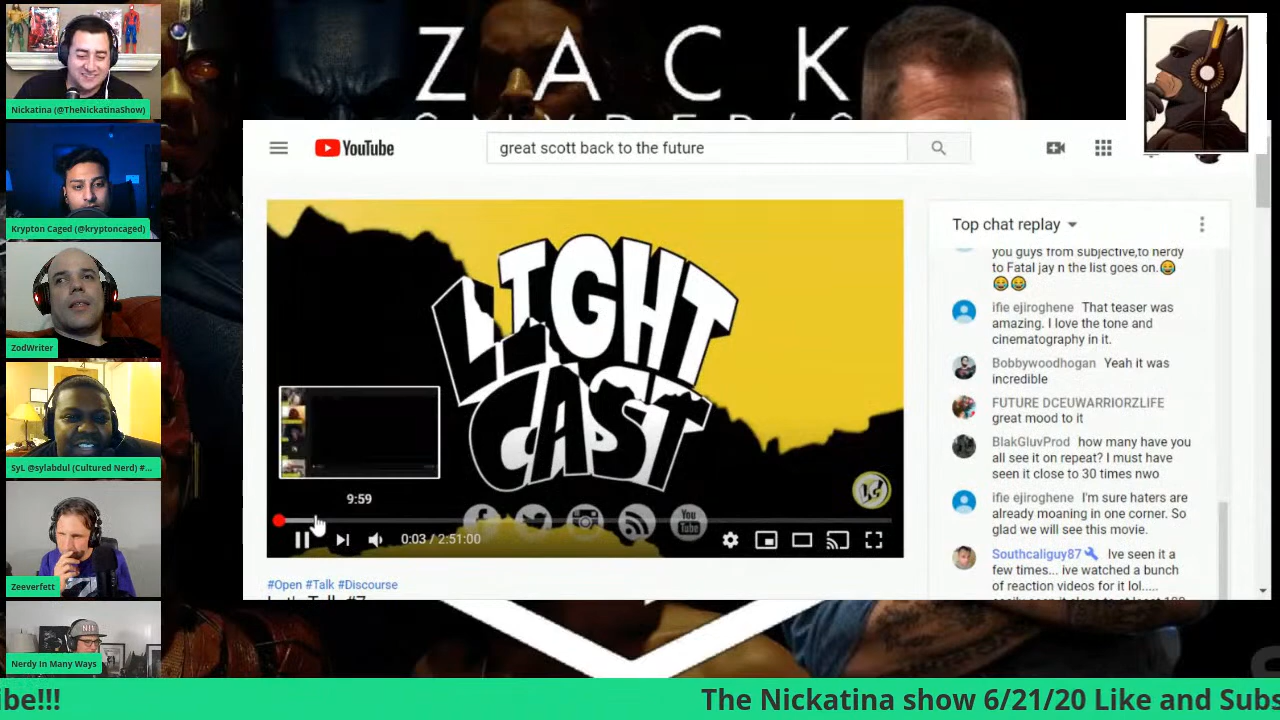 ZACK
SNYDER'S
Nickatina (@TheNickatinaShow)
Krypton Caged (@kryptoncaged)
ZodWriter
SyL @sylabdul (Cultured Nerd) #...
Zeeverfett
Nerdy In Many Ways
YouTube
great scott back to the future
LIGHT
CAST
9:59
You
Tube
0:03 / 2:51:00
#Open #Talk #Discourse
Top chat replay
you guys from subjective,to nerdy
to Fatal jay n the list goes on.😂
😂😂
ifie ejiroghene That teaser was
amazing. I love the tone and
cinematography in it.
Bobbywoodhogan Yeah it was
incredible
FUTURE DCEUWARRIORZLIFE
great mood to it
BlakGluvProd how many have you
all see it on repeat? I must have
seen it close to 30 times nwo
ifie ejiroghene I'm sure haters are
already moaning in one corner. So
glad we will see this movie.
Southcaliguy87 Ive seen it a
few times... ive watched a bunch
of reaction videos for it lol.....
ibe!!!
The Nickatina show 6/21/20 Like and Subs